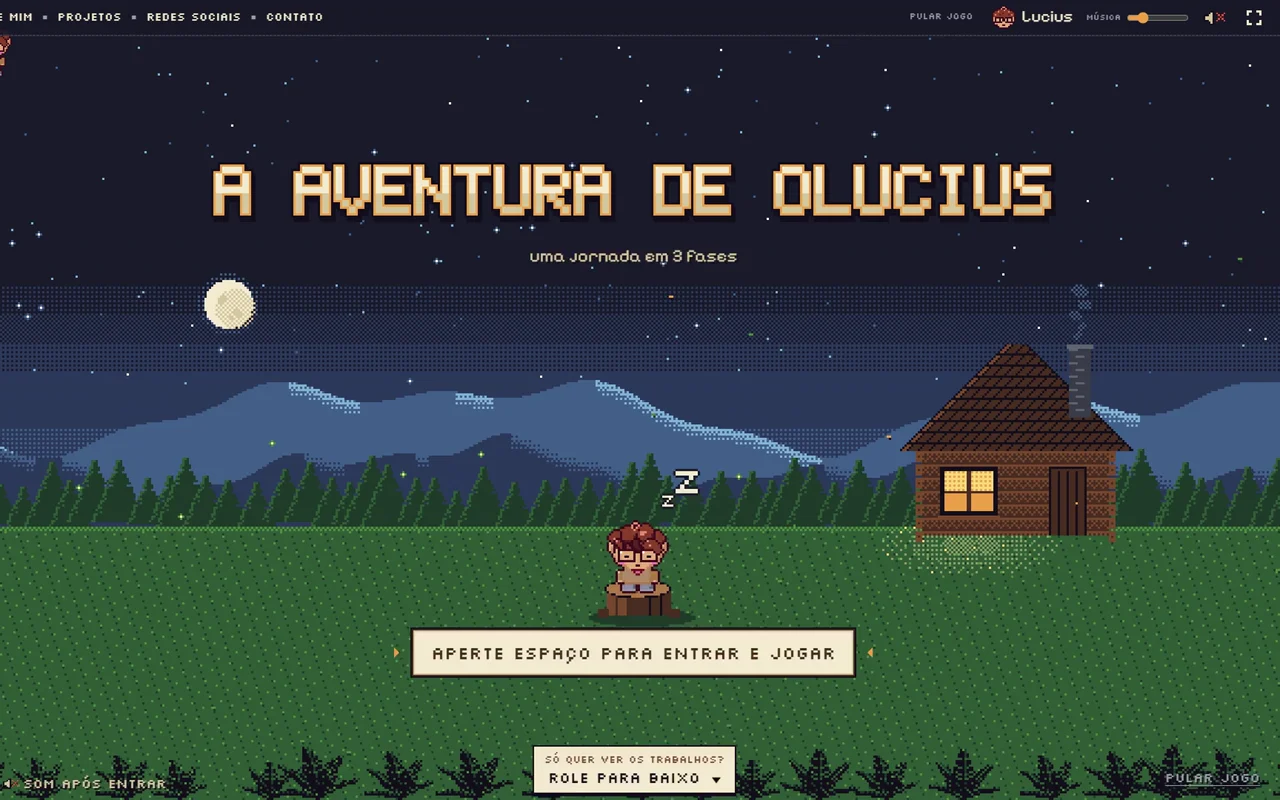 E MIM ▪ PROJETOS ▪ REDES SOCIAIS ▪ CONTATO
PULAR JOGO
Lucius
MÚSICA
A AVENTURA DE OLUCIUS
uma jornada em 3 fases
Z
z
APERTE ESPAÇO PARA ENTRAR E JOGAR
SÓ QUER VER OS TRABALHOS?
ROLE PARA BAIXO ▼
SOM APÓS ENTRAR
PULAR JOGO